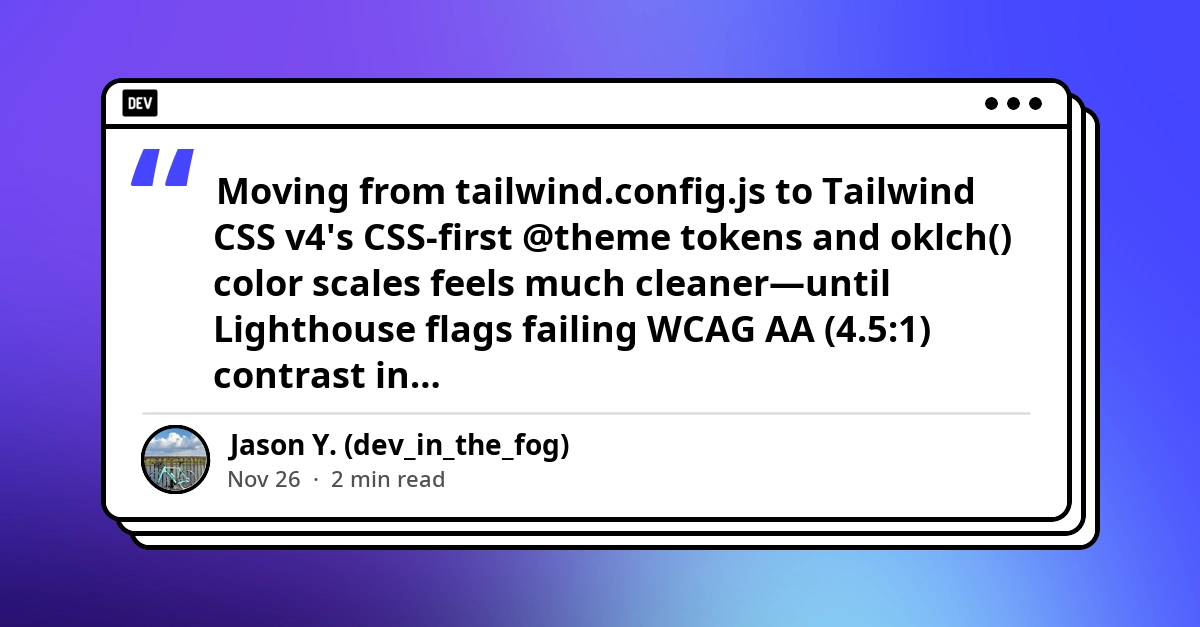 DEV
“ Moving from tailwind.config.js to Tailwind
CSS v4's CSS-first @theme tokens and oklch()
color scales feels much cleaner—until
Lighthouse flags failing WCAG AA (4.5:1)
contrast in...
Jason Y. (dev_in_the_fog)
Nov 26 · 2 min read